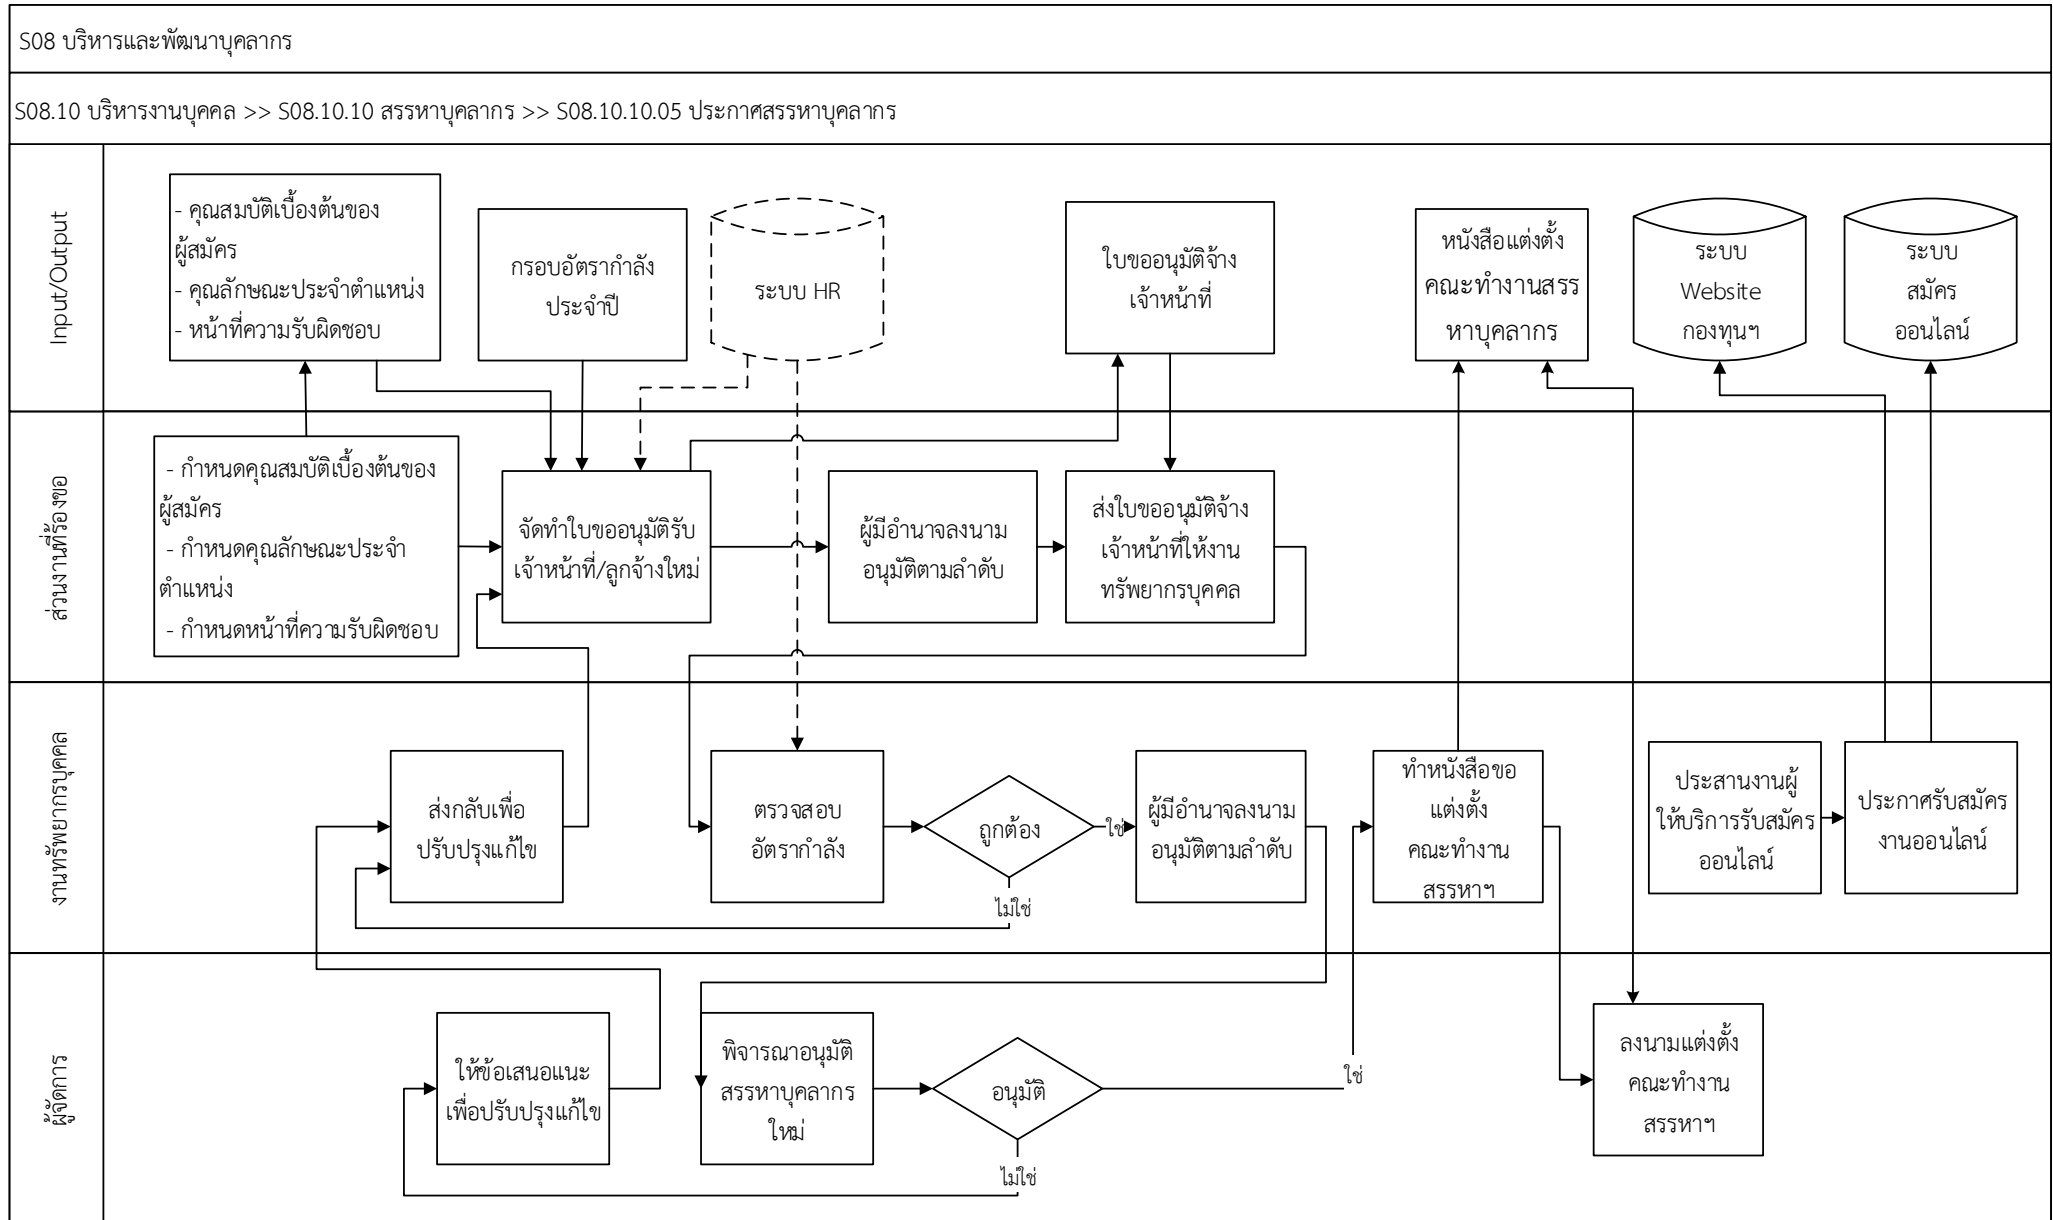 S08 บริหารและพัฒนาบุคลากร
S08.10 บริหารงานบุคคล >> S08.10.10 สรรหาบุคลากร >> S08.10.10.05 ประกาศสรรหาบุคลากร
Input/Output
- คุณสมบัติเบื้องต้นของ
ผู้สมัคร
- คุณลักษณะประจำตำแหน่ง
- หน้าที่ความรับผิดชอบ
กรอบอัตรากำลัง
ประจำปี
ระบบ HR
ใบขออนุมัติจ้าง
เจ้าหน้าที่
หนังสือแต่งตั้ง
คณะทำงานสรร
หาบุคลากร
ระบบ
Website
กองทุนฯ
ระบบ
สมัคร
ออนไลน์
ส่วนงานที่ร้องขอ
- กำหนดคุณสมบัติเบื้องต้นของ
ผู้สมัคร
- กำหนดคุณลักษณะประจำ
ตำแหน่ง
- กำหนดหน้าที่ความรับผิดชอบ
จัดทำใบขออนุมัติรับ
เจ้าหน้าที่/ลูกจ้างใหม่
ผู้มีอำนาจลงนาม
อนุมัติตามลำดับ
ส่งใบขออนุมัติจ้าง
เจ้าหน้าที่ให้งาน
ทรัพยากรบุคคล
งานทรัพยากรบุคคล
ส่งกลับเพื่อ
ปรับปรุงแก้ไข
ตรวจสอบ
อัตรากำลัง
ถูกต้อง
ใช่
ไม่ใช่
ผู้มีอำนาจลงนาม
อนุมัติตามลำดับ
ทำหนังสือขอ
แต่งตั้ง
คณะทำงาน
สรรหาฯ
ประสานงานผู้
ให้บริการรับสมัคร
ออนไลน์
ประกาศรับสมัคร
งานออนไลน์
ผู้จัดการ
ให้ข้อเสนอแนะ
เพื่อปรับปรุงแก้ไข
พิจารณาอนุมัติ
สรรหาบุคลากร
ใหม่
อนุมัติ
ใช่
ไม่ใช่
ลงนามแต่งตั้ง
คณะทำงาน
สรรหาฯ